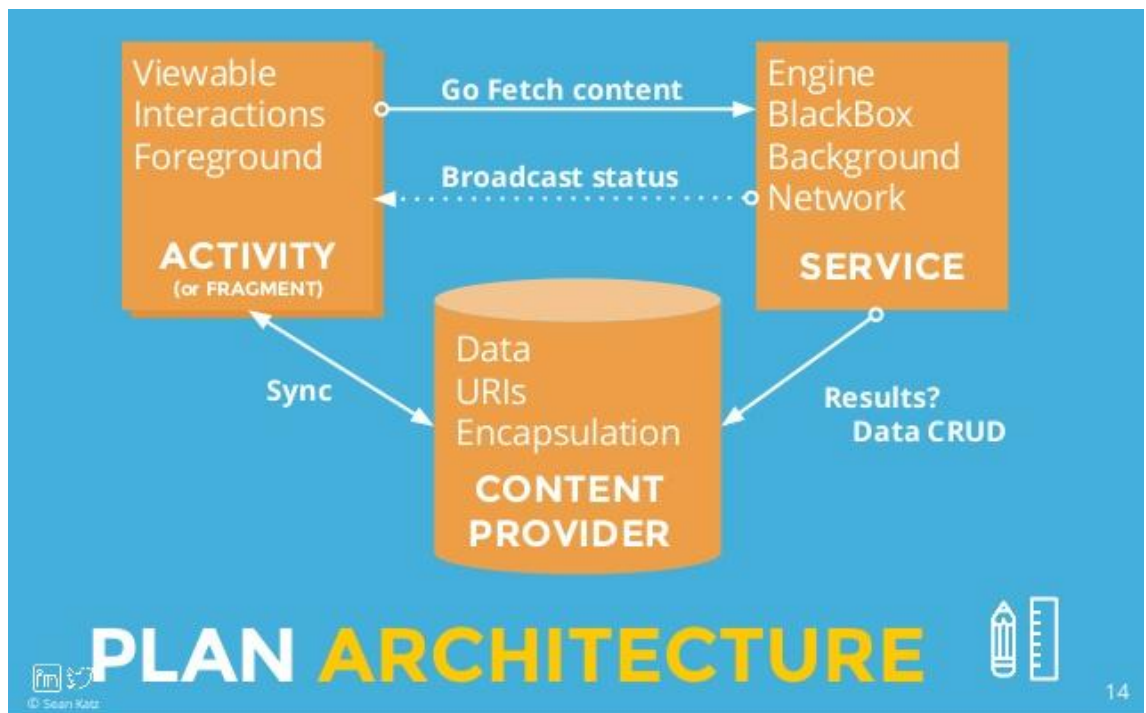 Viewable
Interactions
Foreground
ACTIVITY
(or FRAGMENT)
Go Fetch content
Broadcast status
Engine
BlackBox
Background
Network
SERVICE
Sync
Data
URIs
Encapsulation
CONTENT
PROVIDER
Results?
Data CRUD
PLAN ARCHITECTURE
© Sean Katz
14